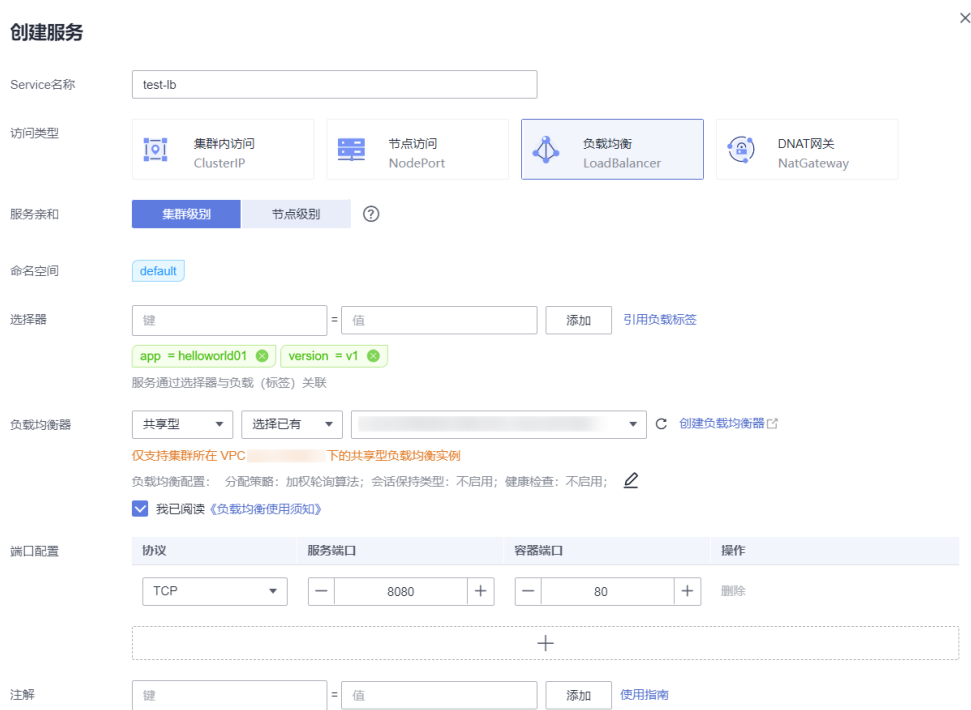 创建服务
Service名称
test-lb
访问类型
集群内访问
ClusterIP
节点访问
NodePort
负载均衡
LoadBalancer
DNAT网关
NatGateway
服务亲和
集群级别
节点级别
?
命名空间
default
选择器
键 = 值 添加 引用负载标签
app = helloworld01 version = v1
服务通过选择器与负载（标签）关联
负载均衡器
共享型 选择已有 创建负载均衡器
仅支持集群所在 VPC 下的共享型负载均衡实例
负载均衡配置： 分配策略：加权轮询算法；会话保持类型：不启用；健康检查：不启用；
我已阅读《负载均衡使用须知》
端口配置
协议 服务端口 容器端口 操作
TCP 8080 80 删除
注解
键 = 值 添加 使用指南